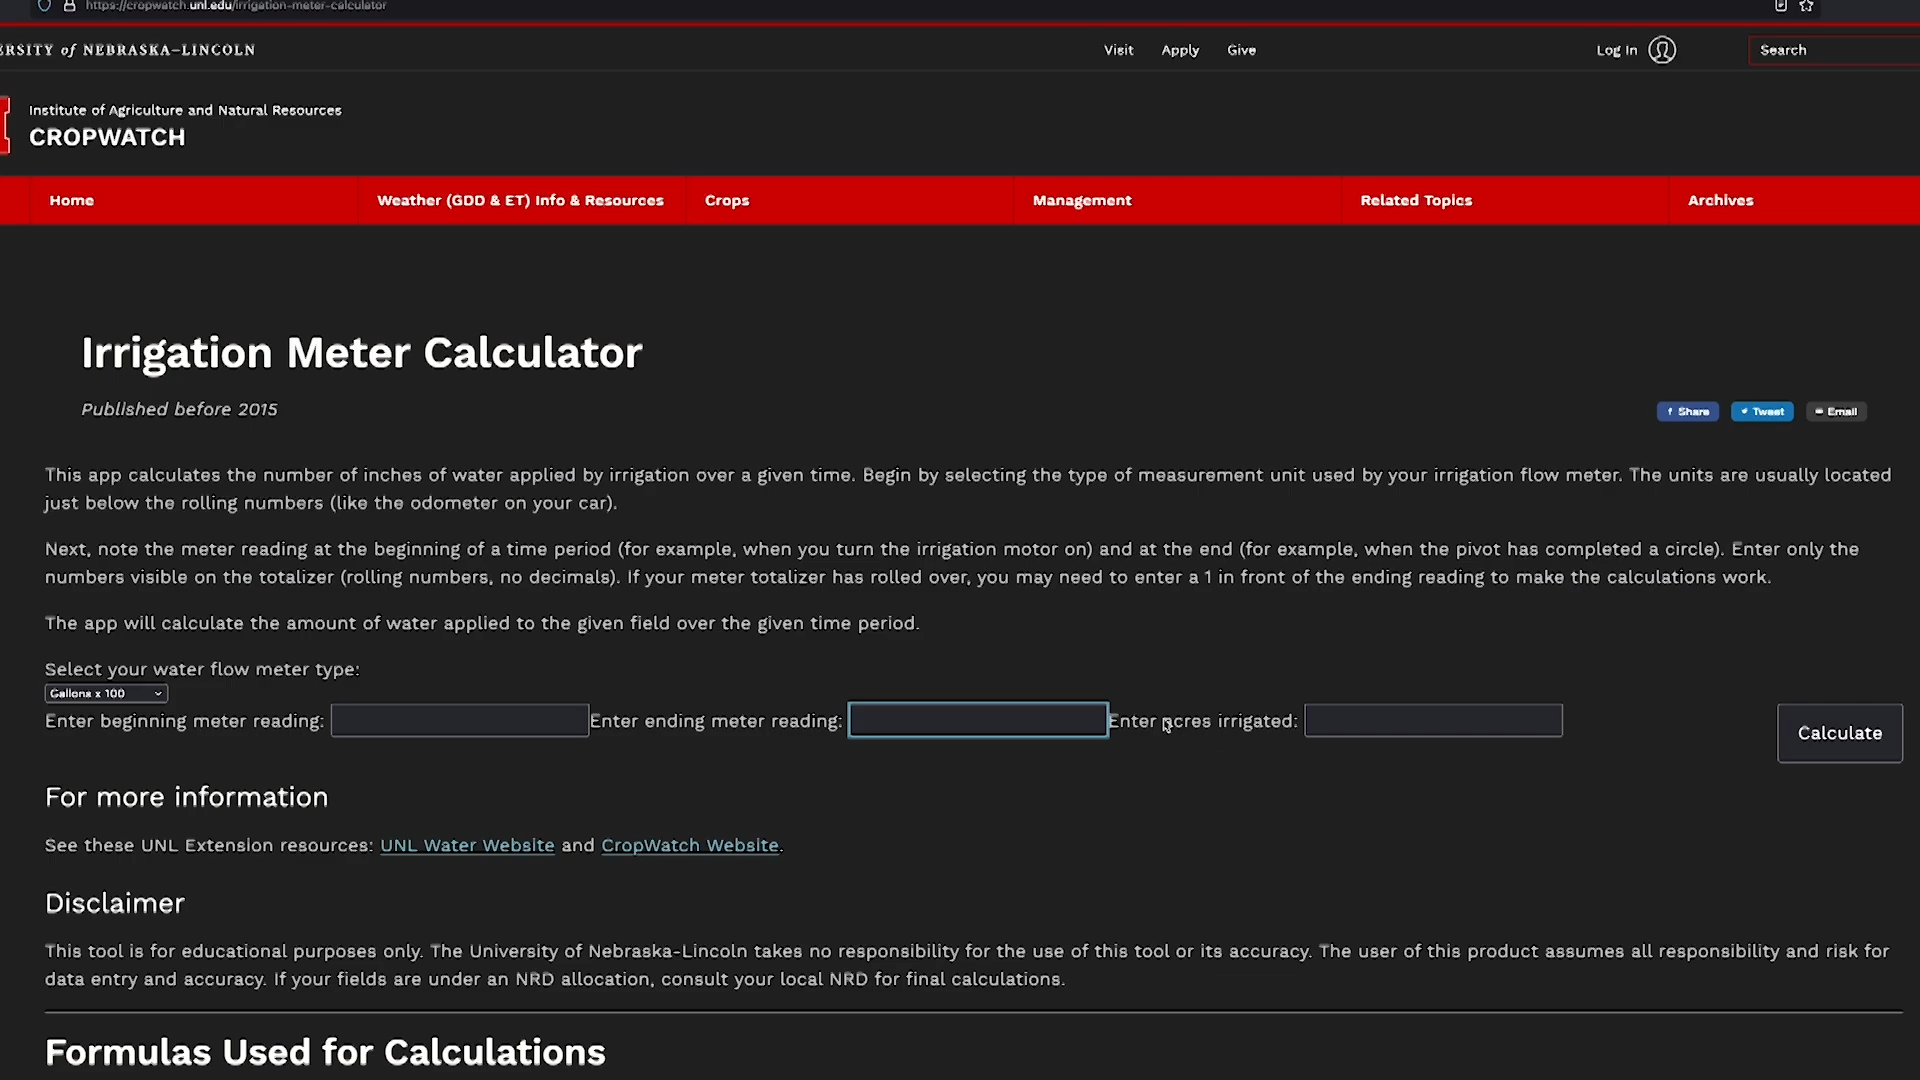 https://cropwatch.unl.edu/irrigation-meter-calculator
ERSITY of NEBRASKA–LINCOLN
Visit
Apply
Give
Log In
Search
Institute of Agriculture and Natural Resources
CROPWATCH
Home
Weather (GDD & ET) Info & Resources
Crops
Management
Related Topics
Archives
Irrigation Meter Calculator
Published before 2015
Share
Tweet
Email
This app calculates the number of inches of water applied by irrigation over a given time. Begin by selecting the type of measurement unit used by your irrigation flow meter. The units are usually located
just below the rolling numbers (like the odometer on your car).
Next, note the meter reading at the beginning of a time period (for example, when you turn the irrigation motor on) and at the end (for example, when the pivot has completed a circle). Enter only the
numbers visible on the totalizer (rolling numbers, no decimals). If your meter totalizer has rolled over, you may need to enter a 1 in front of the ending reading to make the calculations work.
The app will calculate the amount of water applied to the given field over the given time period.
Select your water flow meter type:
Gallons x 100
Enter beginning meter reading:
Enter ending meter reading:
Enter acres irrigated:
Calculate
For more information
See these UNL Extension resources: UNL Water Website and CropWatch Website.
Disclaimer
This tool is for educational purposes only. The University of Nebraska-Lincoln takes no responsibility for the use of this tool or its accuracy. The user of this product assumes all responsibility and risk for
data entry and accuracy. If your fields are under an NRD allocation, consult your local NRD for final calculations.
Formulas Used for Calculations